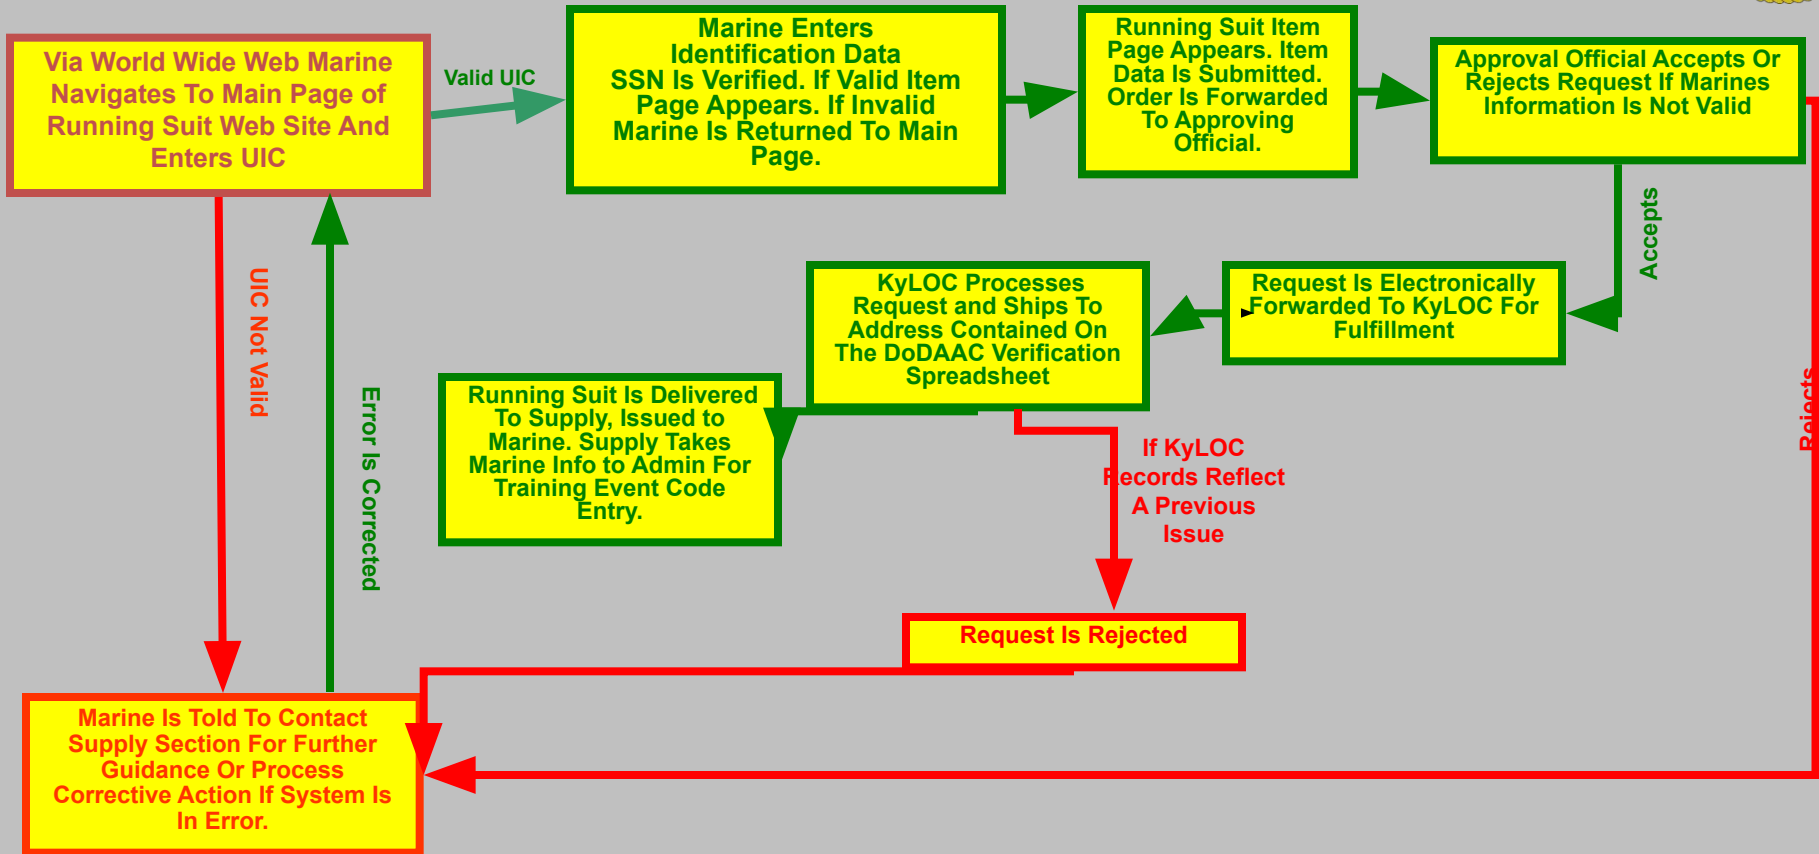 Via World Wide Web Marine
Navigates To Main Page of
Running Suit Web Site And
Enters UIC
Valid UIC
Marine Enters
Identification Data
SSN Is Verified. If Valid Item
Page Appears. If Invalid
Marine Is Returned To Main
Page.
Running Suit Item
Page Appears. Item
Data Is Submitted.
Order Is Forwarded
To Approving
Official.
Approval Official Accepts Or
Rejects Request If Marines
Information Is Not Valid
Accepts
Rejects
Request Is Electronically
Forwarded To KyLOC For
Fulfillment
KyLOC Processes
Request and Ships To
Address Contained On
The DoDAAC Verification
Spreadsheet
Running Suit Is Delivered
To Supply, Issued to
Marine. Supply Takes
Marine Info to Admin For
Training Event Code
Entry.
If KyLOC
Records Reflect
A Previous
Issue
Request Is Rejected
UIC Not Valid
Error Is Corrected
Marine Is Told To Contact
Supply Section For Further
Guidance Or Process
Corrective Action If System Is
In Error.